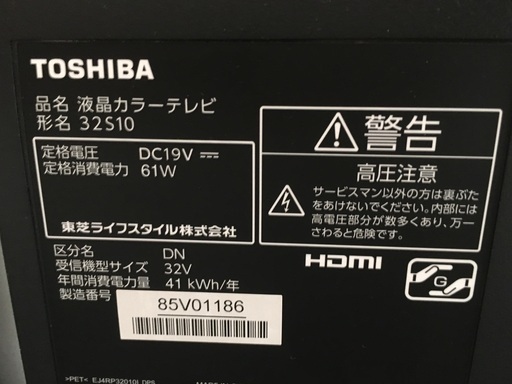 TOSHIBA
品名 液晶カラーテレビ
形名 32S10
定格電圧 DC19V
定格消費電力 61W
東芝ライフスタイル株式会社
警告
高圧注意
サービスマン以外の方は裏ぶた
をあけないでください。内部には
高電圧部分が数多くあり、万一
さわると危険です。
区分名 DN
受信機型サイズ 32V
年間消費電力量 41 kWh/年
製造番号
85V01186
HDMI
G
>PET<